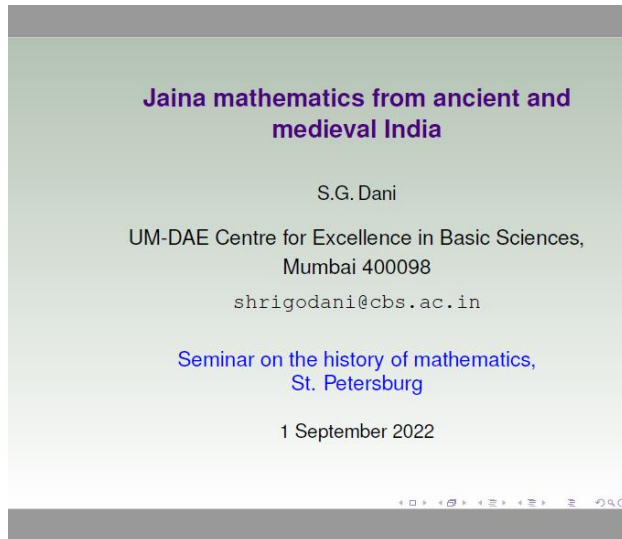 Jaina mathematics from ancient and
medieval India
S.G. Dani
UM-DAE Centre for Excellence in Basic Sciences,
Mumbai 400098
shrigodani@cbs.ac.in
Seminar on the history of mathematics,
St. Petersburg
1 September 2022